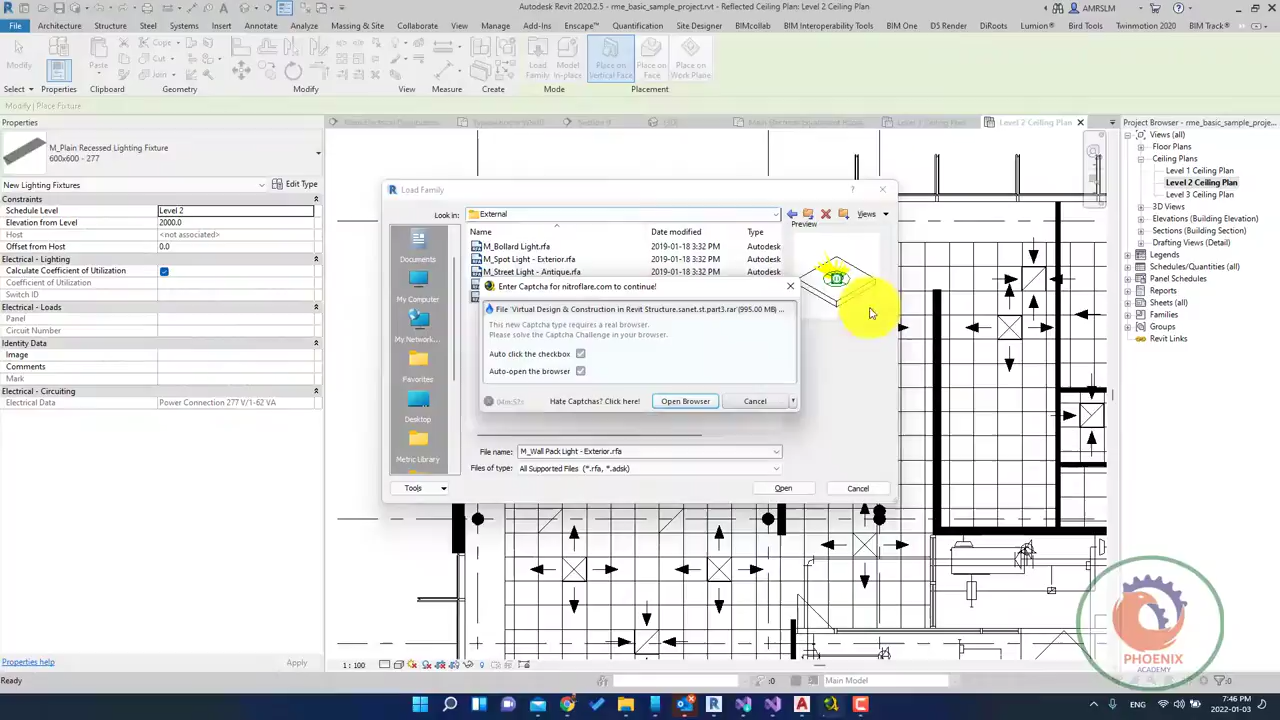 Autodesk Revit 2020.2.5 - rme_basic_sample_project.rvt - Reflected Ceiling Plan: Level 2 Ceiling Plan
AMRSLM
File Architecture Structure Steel Systems Insert Annotate Analyze Massing & Site Collaborate View Manage Add-Ins Enscape™ Quantification Site Designer BIMcollab BIM Interoperability Tools BIM One D5 Render DiRoots Lumion® Bird Tools Twinmotion 2020 BIM Track®
Modify
Paste
Cope
Cut
Join
Load Family
Model In-place
Place on Vertical Face
Place on Face
Place on Work Plane
Select Properties Clipboard Geometry Modify View Measure Create Mode Placement
Modify | Place Fixture
Properties
M_Plain Recessed Lighting Fixture
600x600 - 277
New Lighting Fixtures
Edit Type
Constraints
Schedule Level Level 2
Elevation from Level 2000.0
Host <not associated>
Offset from Host 0.0
Electrical - Lighting
Calculate Coefficient of Utilization
Coefficient of Utilization
Switch ID
Electrical - Loads
Panel
Circuit Number
Identity Data
Image
Comments
Mark
Electrical - Circuiting
Electrical Data Power Connection 277 V/1-62 VA
Properties help
Apply
Level 1 Ceiling Plan
Level 2 Ceiling Plan
Load Family
Look in: External
Views
Name Date modified Type
Preview
M_Bollard Light.rfa 2019-01-18 3:32 PM Autodesk
M_Spot Light - Exterior.rfa 2019-01-18 3:32 PM Autodesk
M_Street Light - Antique.rfa 2019-01-18 3:32 PM Autodesk
Documents
My Computer
My Network...
Favorites
Desktop
Metric Library
Enter Captcha for nitroflare.com to continue!
File 'Virtual Design & Construction in Revit Structure.sanet.st.part3.rar' (995.00 MB) ...
This new Captcha type requires a real browser.
Please solve the Captcha Challenge in your browser.
Auto click the checkbox
Auto-open the browser
04m:57s
Hate Captchas? Click here!
Open Browser
Cancel
File name: M_Wall Pack Light - Exterior.rfa
Files of type: All Supported Files (*.rfa, *.adsk)
Tools
Open
Cancel
Project Browser - rme_basic_sample_proje...
Views (all)
Floor Plans
Ceiling Plans
Level 1 Ceiling Plan
Level 2 Ceiling Plan
Level 3 Ceiling Plan
3D Views
Elevations (Building Elevation)
Sections (Building Section)
Drafting Views (Detail)
Legends
Schedules/Quantities (all)
Panel Schedules
Reports
Sheets (all)
Families
Groups
Revit Links
PHOENIX
ACADEMY
1 : 100
Ready
:0
Main Model
:0
ENG
7:46 PM
2022-01-03